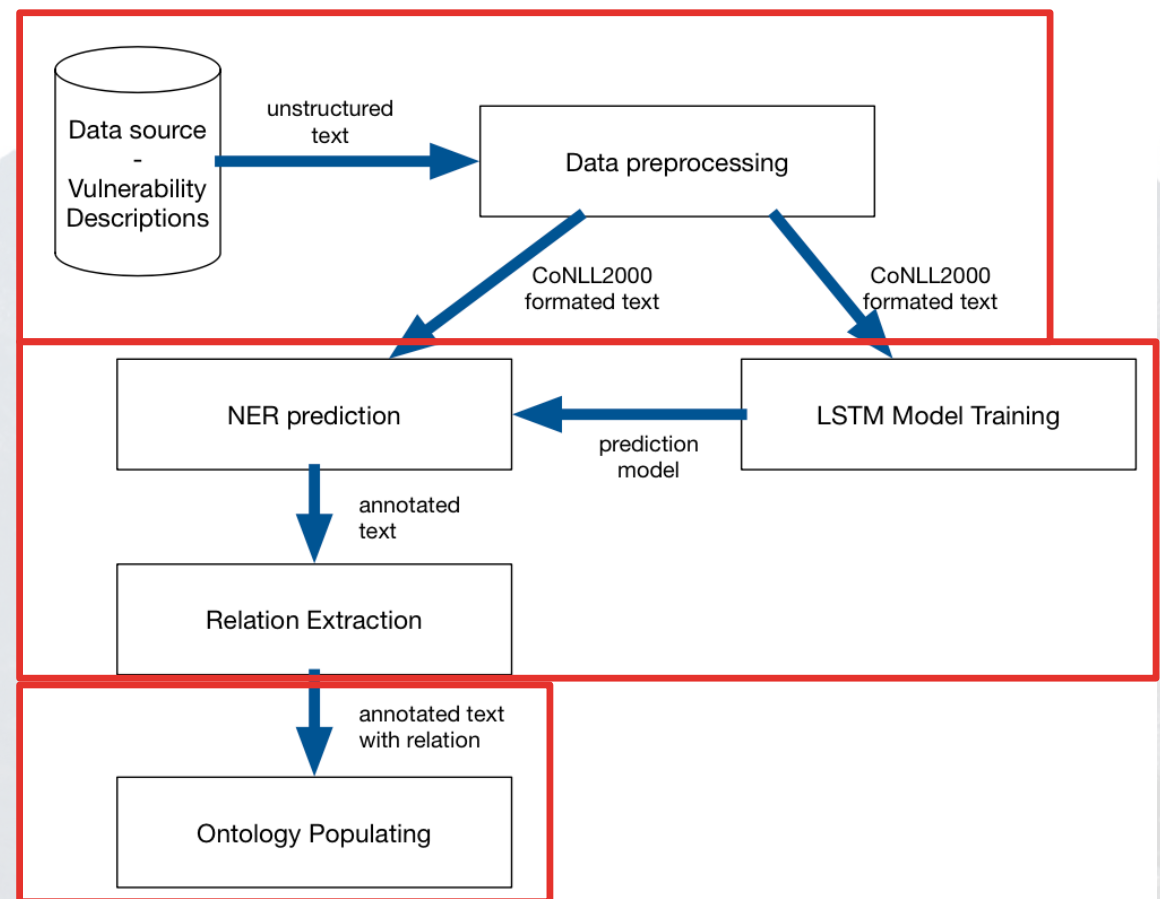 Data source
-
Vulnerability
Descriptions
unstructured
text
Data preprocessing
CoNLL2000
formated text
CoNLL2000
formated text
NER prediction
prediction
model
LSTM Model Training
annotated
text
Relation Extraction
annotated text
with relation
Ontology Populating